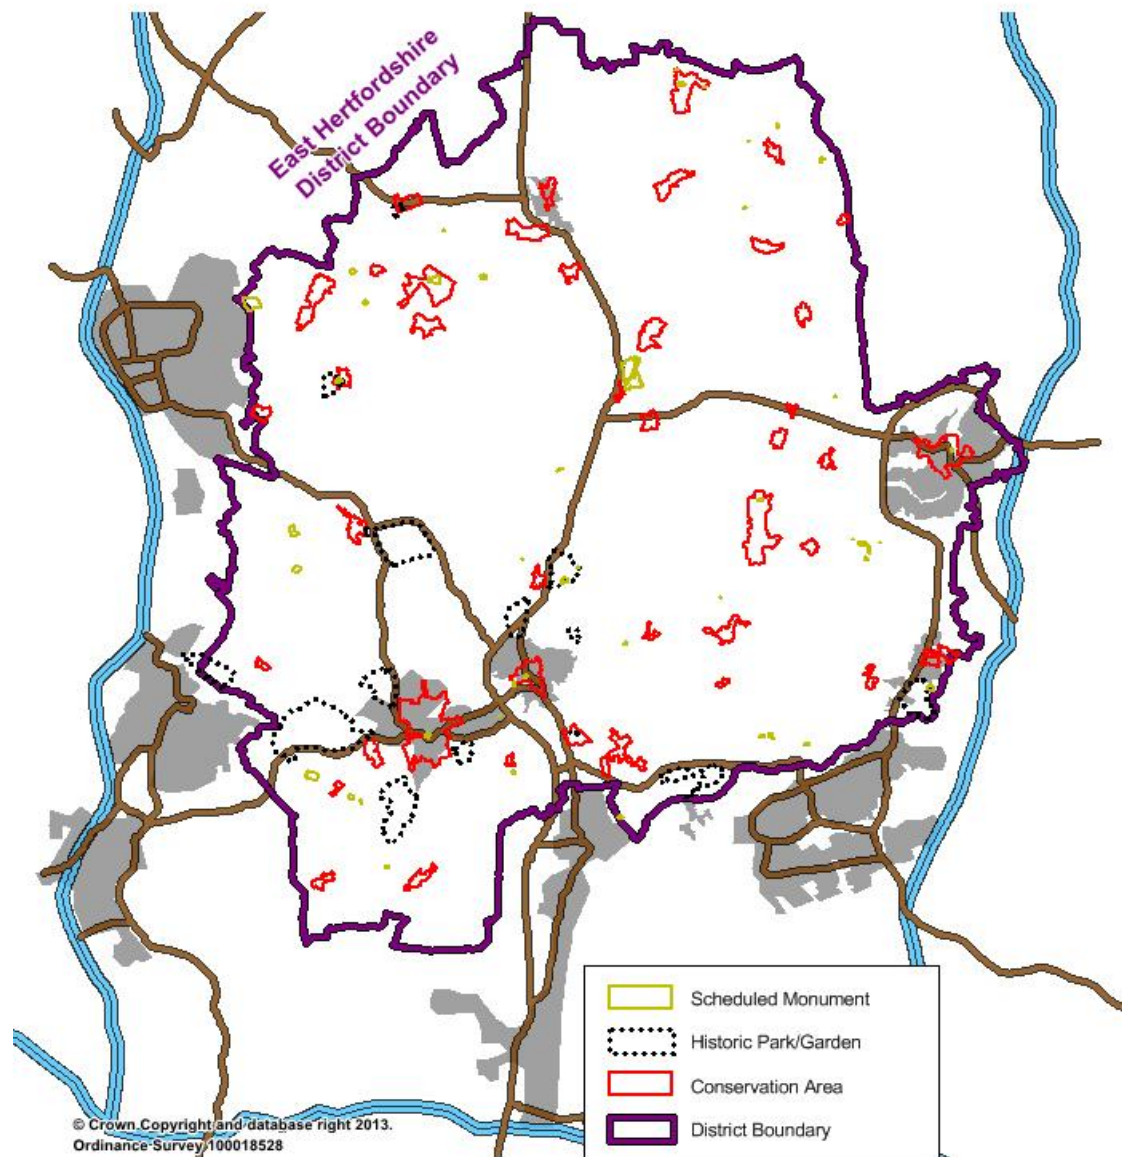 East Hertfordshire
District Boundary
Scheduled Monument
Historic Park/Garden
Conservation Area
District Boundary
© Crown Copyright and database right 2013.
Ordinance Survey 100018528